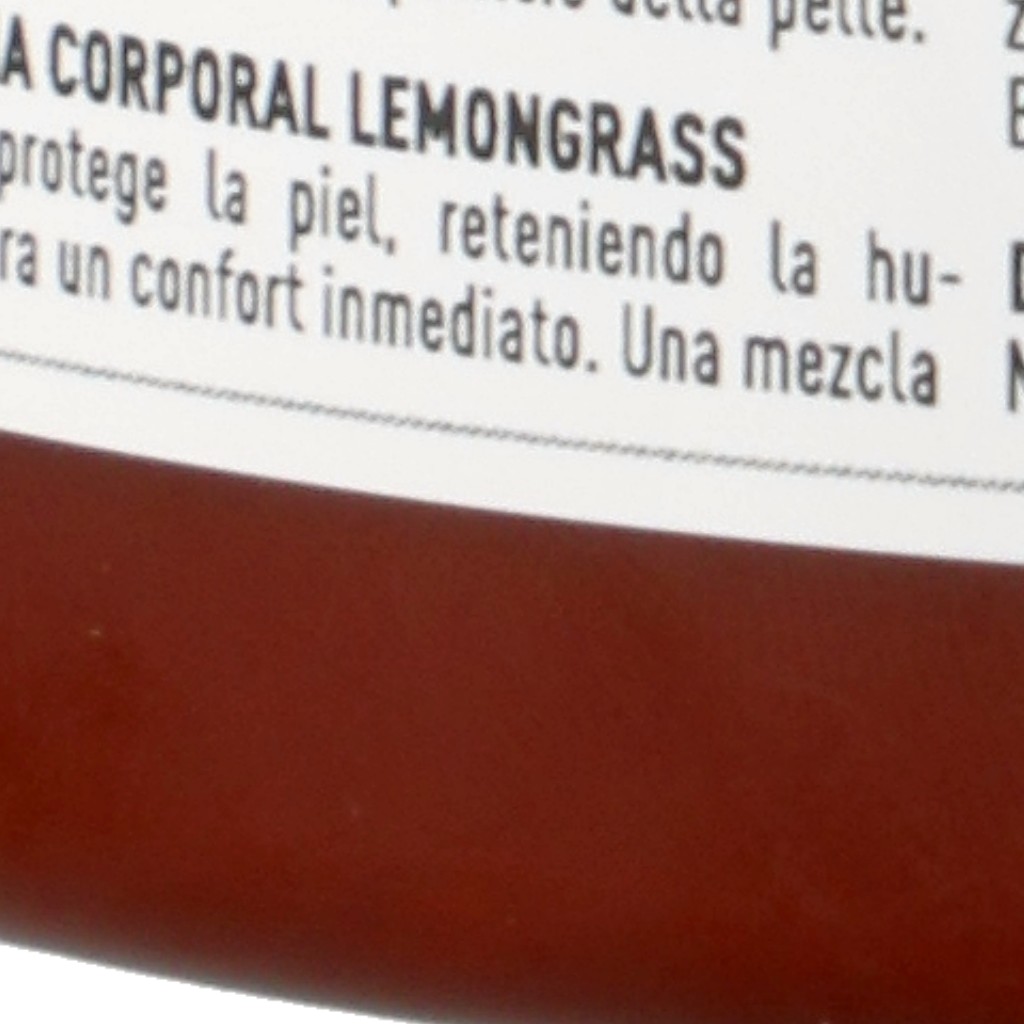 della pelle.
A CORPORAL LEMONGRASS
protege la piel, reteniendo la hu-
ra un confort inmediato. Una mezcla